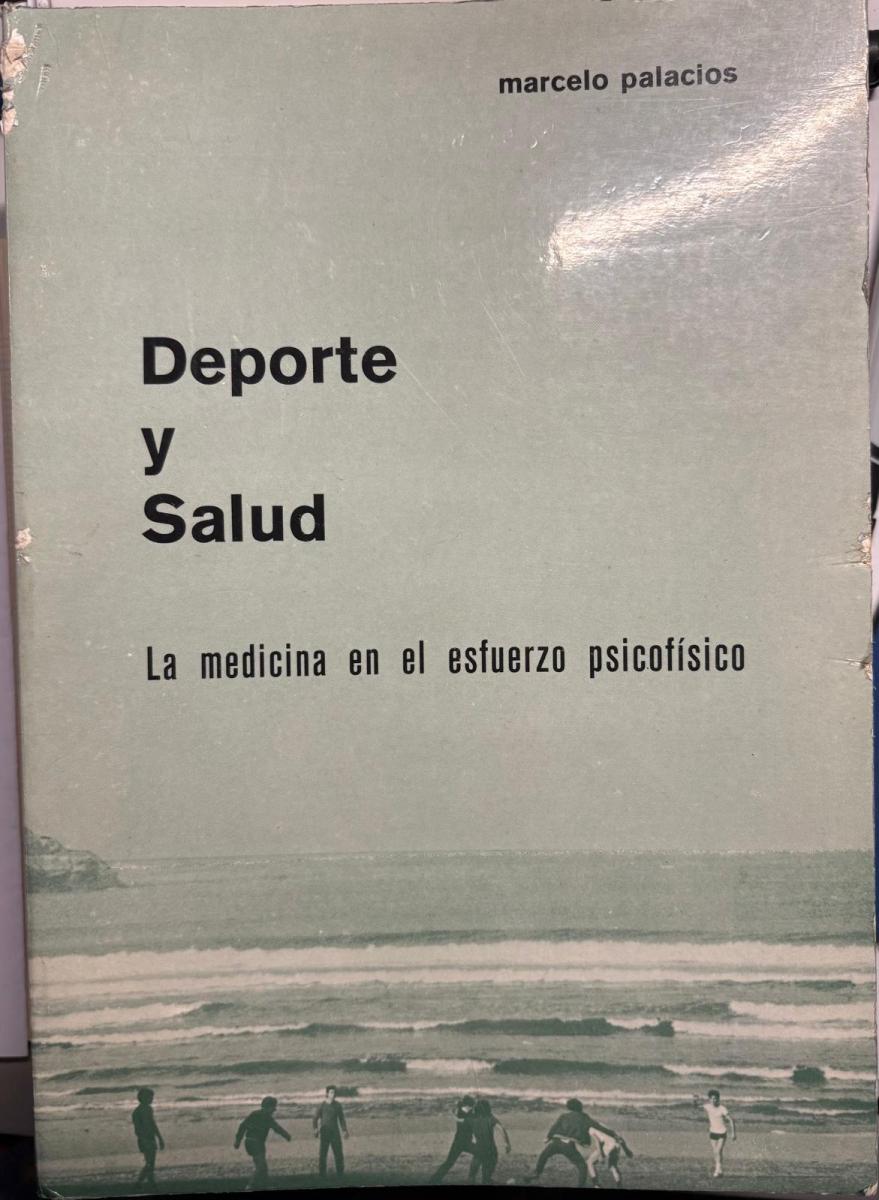 marcelo palacios
Deporte
y
Salud
La medicina en el esfuerzo psicofísico